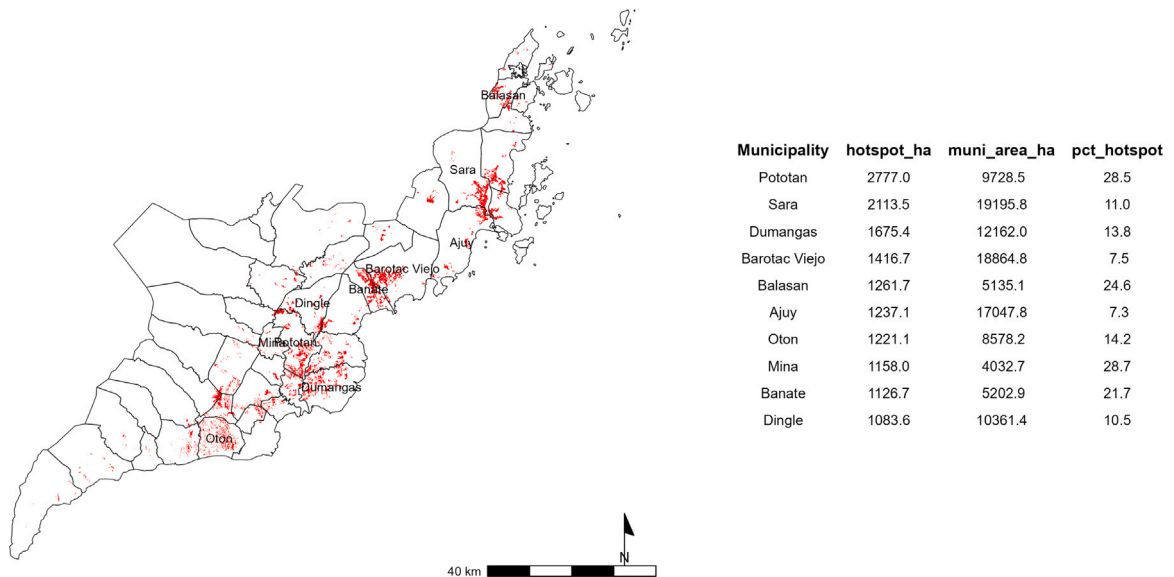 Balasan
Sara
Ajuy
Barotac Viejo
Banate
Dingle
Mina
Pototan
Dumangas
Oton
N
40 km
Municipality hotspot_ha muni_area_ha pct_hotspot
Pototan 2777.0 9728.5 28.5
Sara 2113.5 19195.8 11.0
Dumangas 1675.4 12162.0 13.8
Barotac Viejo 1416.7 18864.8 7.5
Balasan 1261.7 5135.1 24.6
Ajuy 1237.1 17047.8 7.3
Oton 1221.1 8578.2 14.2
Mina 1158.0 4032.7 28.7
Banate 1126.7 5202.9 21.7
Dingle 1083.6 10361.4 10.5